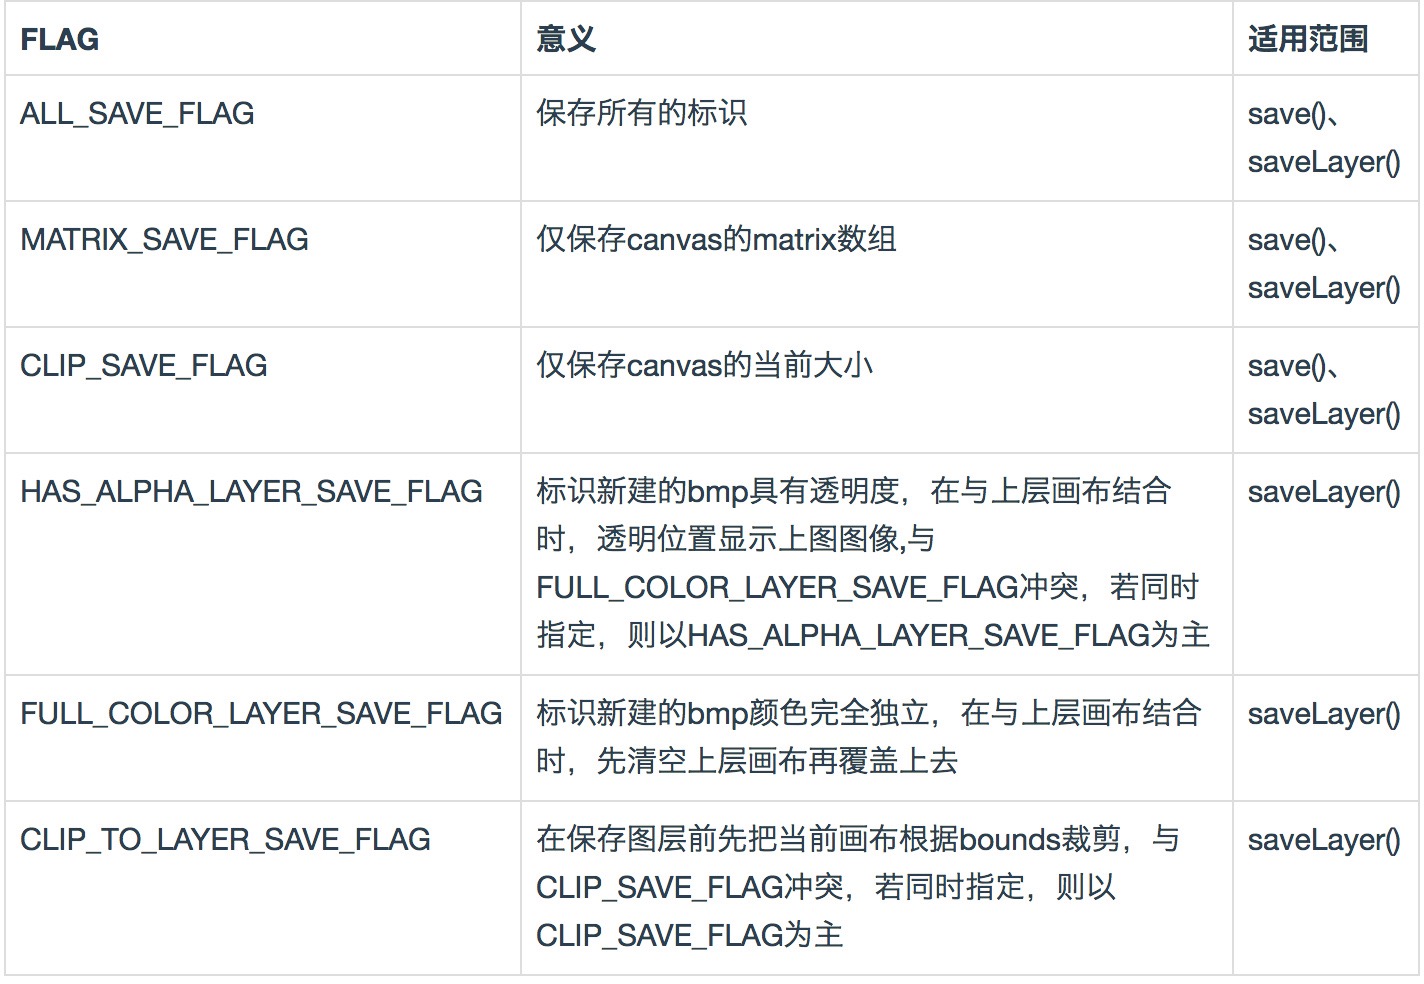 FLAG 意义 适用范围
ALL_SAVE_FLAG 保存所有的标识 save()、
saveLayer()
MATRIX_SAVE_FLAG 仅保存canvas的matrix数组 save()、
saveLayer()
CLIP_SAVE_FLAG 仅保存canvas的当前大小 save()、
saveLayer()
HAS_ALPHA_LAYER_SAVE_FLAG 标识新建的bmp具有透明度，在与上层画布结合 saveLayer()
时，透明位置显示上图图像,与
FULL_COLOR_LAYER_SAVE_FLAG冲突，若同时
指定，则以HAS_ALPHA_LAYER_SAVE_FLAG为主
FULL_COLOR_LAYER_SAVE_FLAG 标识新建的bmp颜色完全独立，在与上层画布结合 saveLayer()
时，先清空上层画布再覆盖上去
CLIP_TO_LAYER_SAVE_FLAG 在保存图层前先把当前画布根据bounds裁剪，与 saveLayer()
CLIP_SAVE_FLAG冲突，若同时指定，则以
CLIP_SAVE_FLAG为主